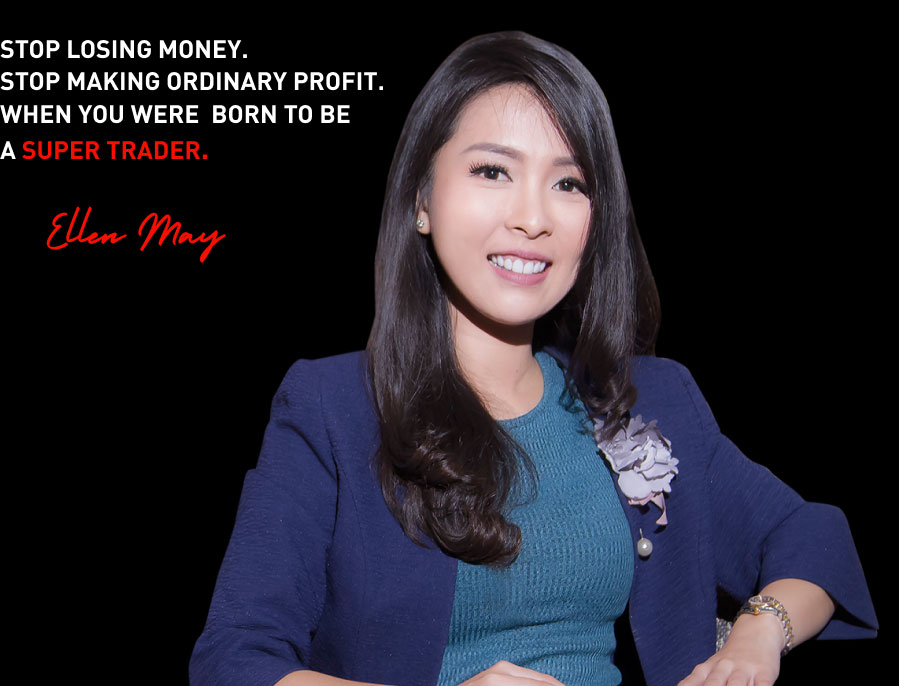 STOP LOSING MONEY.
STOP MAKING ORDINARY PROFIT.
WHEN YOU WERE BORN TO BE
A SUPER TRADER.
Ellen May